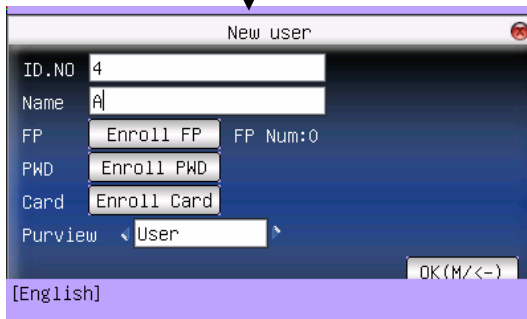 New user
ID.NO 4
Name A
FP Enroll FP FP Num:0
PWD Enroll PWD
Card Enroll Card
Purview User
OK(M/<-)
[English]